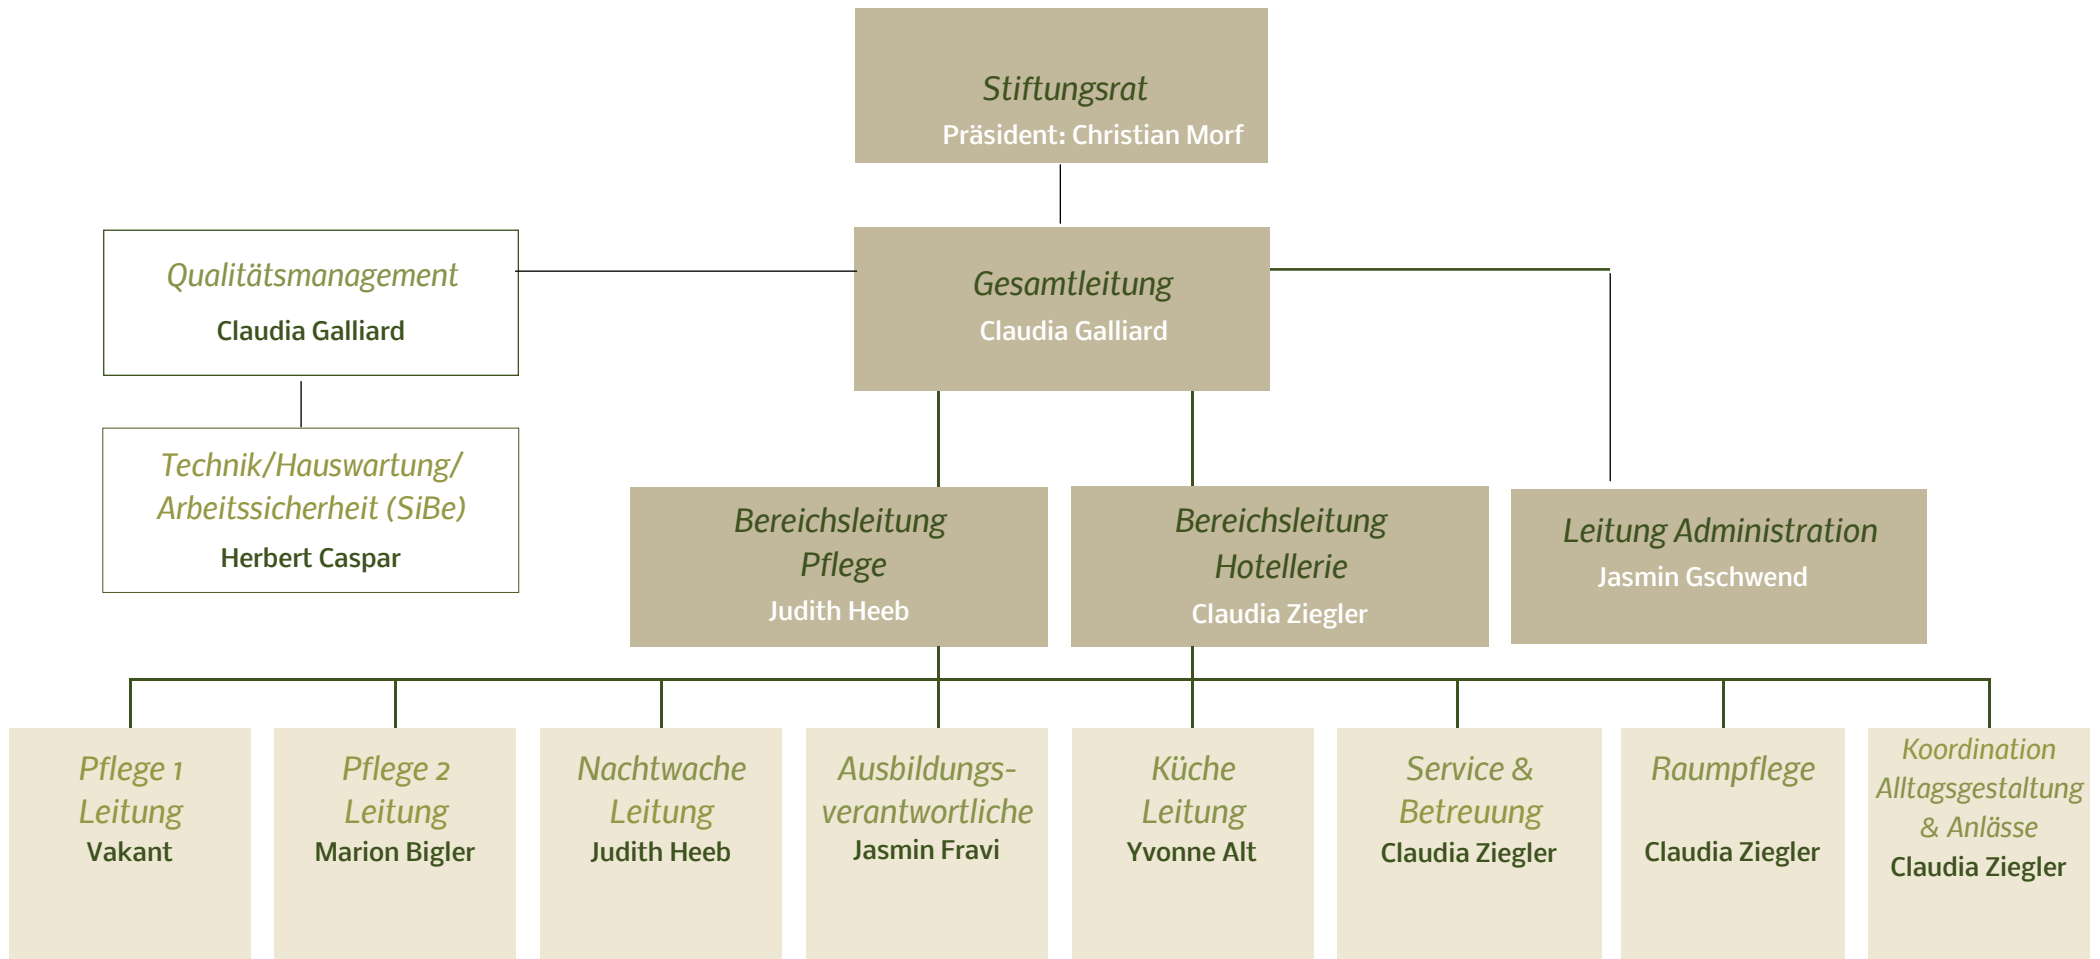 Stiftungsrat
Präsident: Christian Morf
Qualitätsmanagement
Claudia Galliard
Gesamtleitung
Claudia Galliard
Technik/Hauswartung/
Arbeitssicherheit (SiBe)
Herbert Caspar
Bereichsleitung
Pflege
Judith Heeb
Bereichsleitung
Hotellerie
Claudia Ziegler
Leitung Administration
Jasmin Gschwend
Pflege 1
Leitung
Vakant
Pflege 2
Leitung
Marion Bigler
Nachtwache
Leitung
Judith Heeb
Ausbildungs-
verantwortliche
Jasmin Fravi
Küche
Leitung
Yvonne Alt
Service &
Betreuung
Claudia Ziegler
Raumpflege
Claudia Ziegler
Koordination
Alltagsgestaltung
& Anlässe
Claudia Ziegler